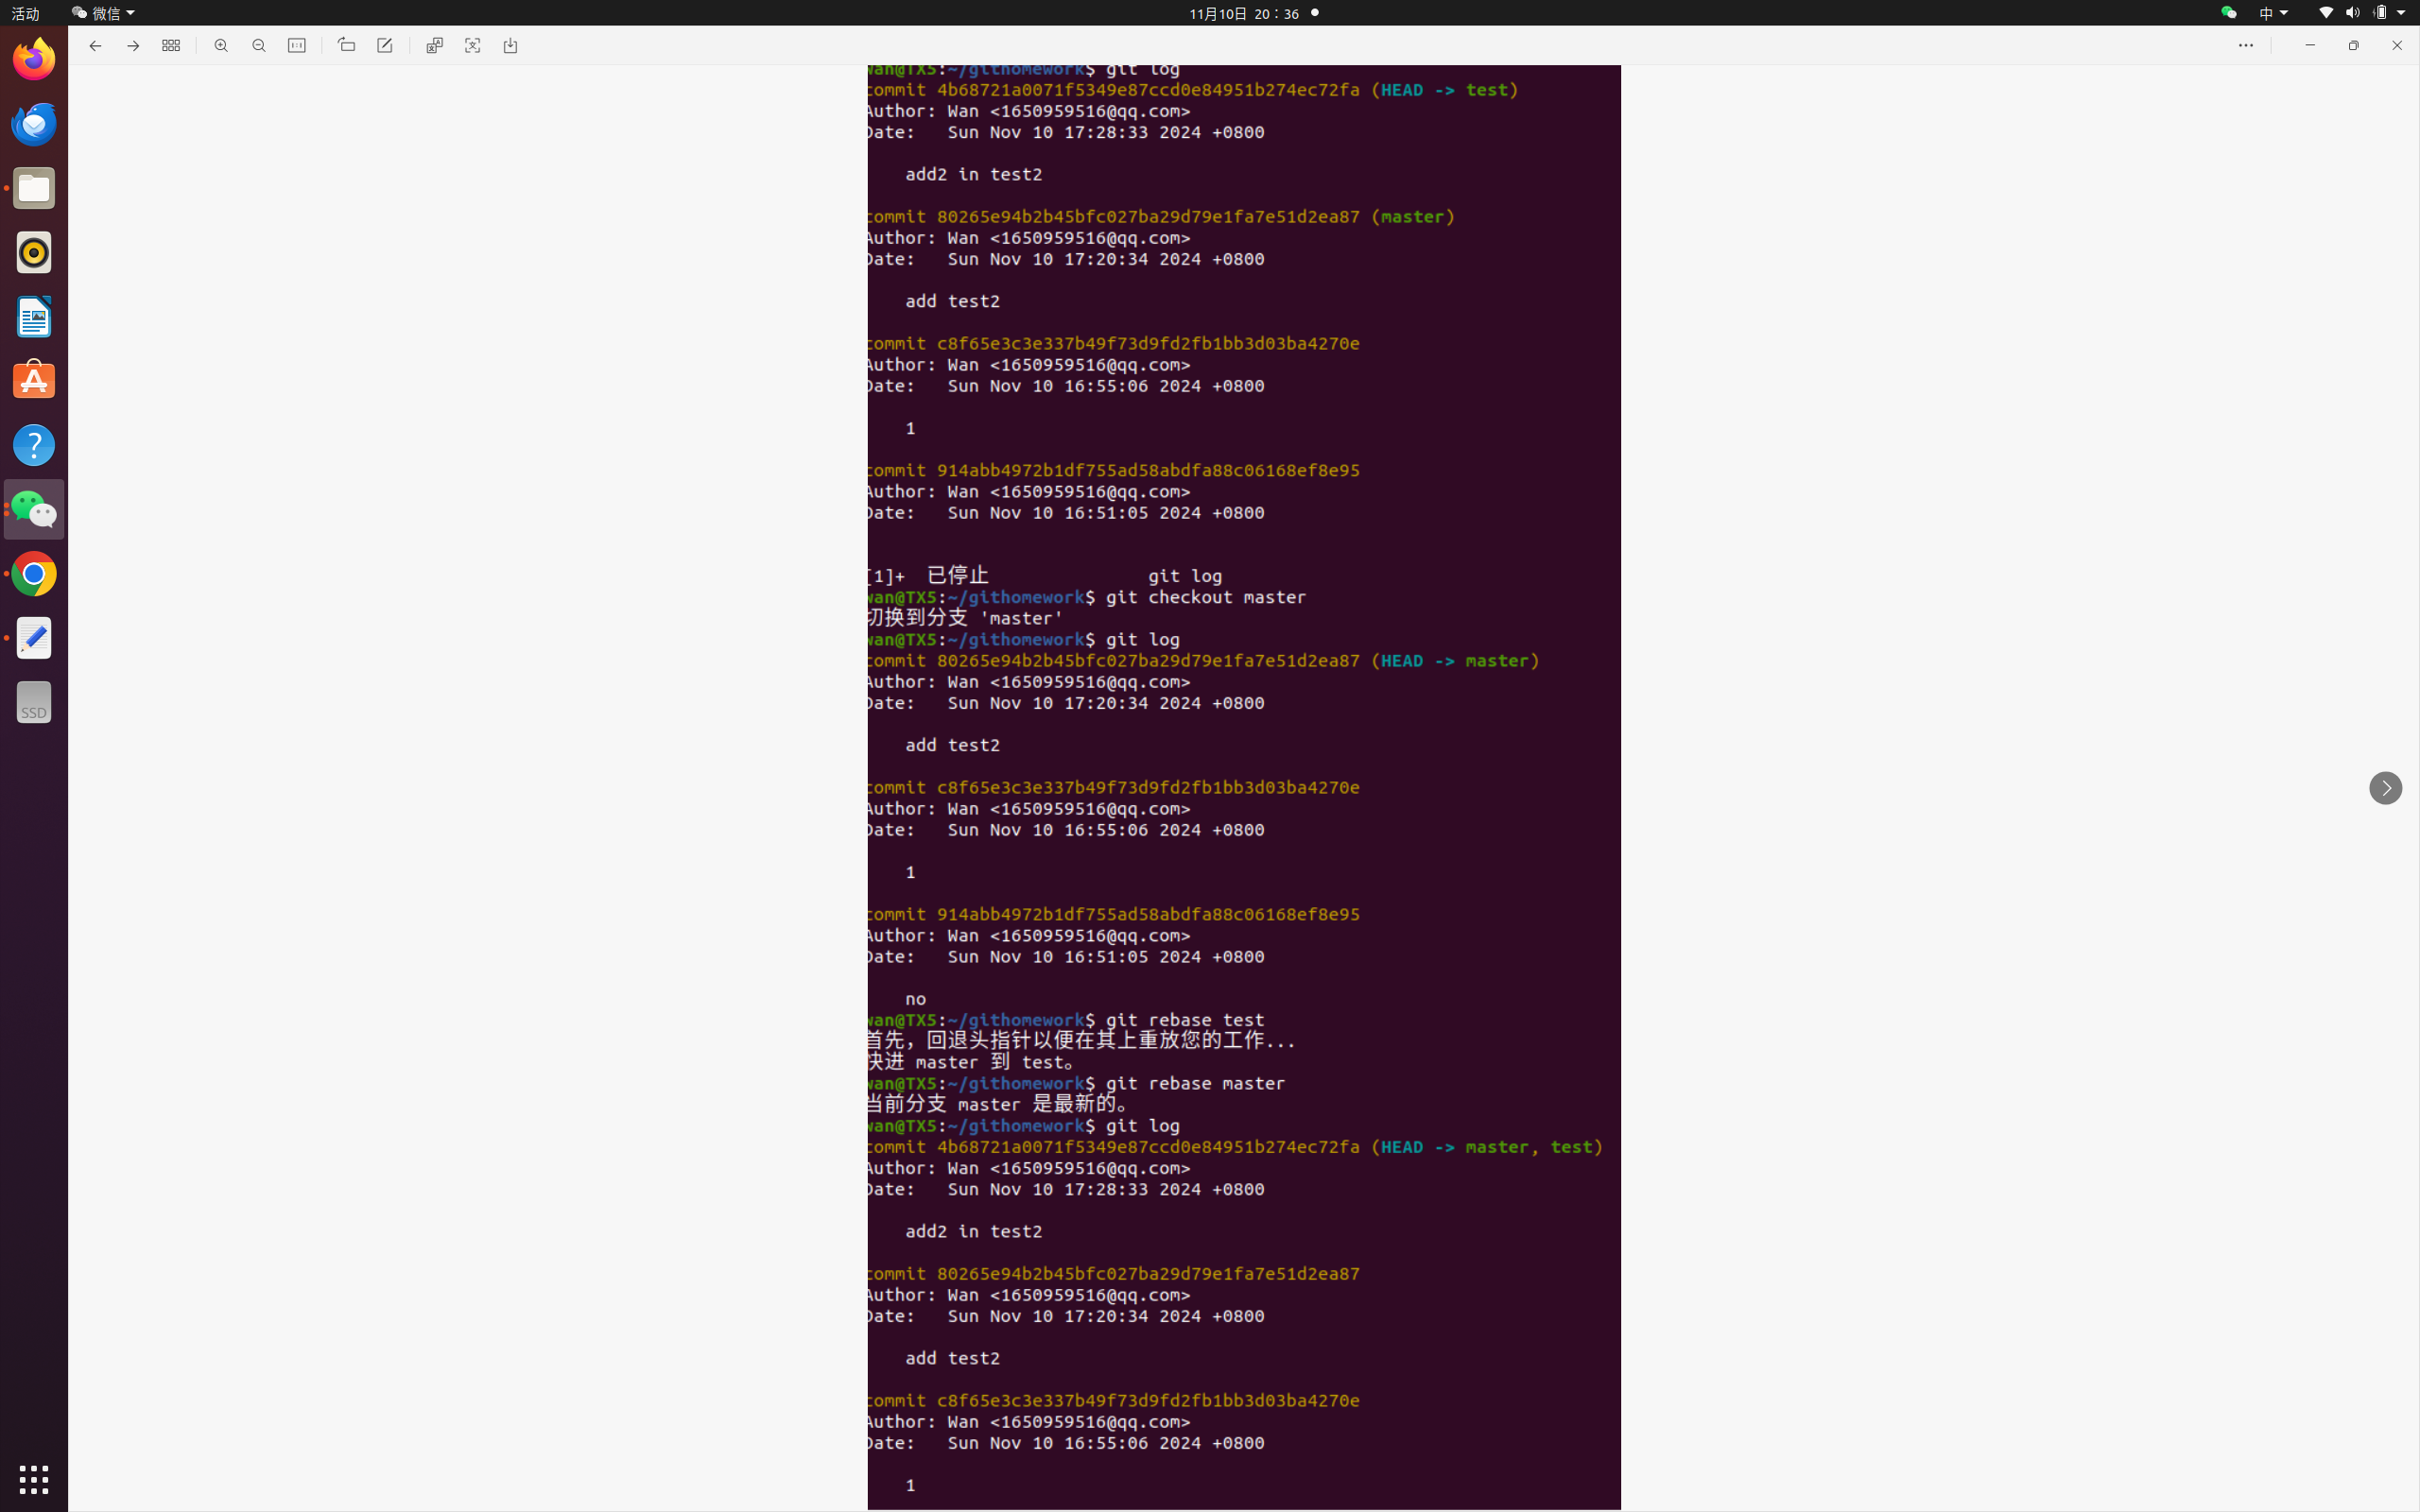 活动
微信
11月10日 20：36
中
wan@TX5:~/githomework$ git log
commit 4b68721a0071f5349e87ccd0e84951b274ec72fa (HEAD -> test)
Author: Wan <1650959516@qq.com>
Date:   Sun Nov 10 17:28:33 2024 +0800
add2 in test2
commit 80265e94b2b45bfc027ba29d79e1fa7e51d2ea87 (master)
Author: Wan <1650959516@qq.com>
Date:   Sun Nov 10 17:20:34 2024 +0800
add test2
commit c8f65e3c3e337b49f73d9fd2fb1bb3d03ba4270e
Author: Wan <1650959516@qq.com>
Date:   Sun Nov 10 16:55:06 2024 +0800
1
commit 914abb4972b1df755ad58abdfa88c06168ef8e95
Author: Wan <1650959516@qq.com>
Date:   Sun Nov 10 16:51:05 2024 +0800
[1]+  已停止               git log
wan@TX5:~/githomework$ git checkout master
切换到分支 'master'
wan@TX5:~/githomework$ git log
commit 80265e94b2b45bfc027ba29d79e1fa7e51d2ea87 (HEAD -> master)
Author: Wan <1650959516@qq.com>
Date:   Sun Nov 10 17:20:34 2024 +0800
add test2
commit c8f65e3c3e337b49f73d9fd2fb1bb3d03ba4270e
Author: Wan <1650959516@qq.com>
Date:   Sun Nov 10 16:55:06 2024 +0800
1
commit 914abb4972b1df755ad58abdfa88c06168ef8e95
Author: Wan <1650959516@qq.com>
Date:   Sun Nov 10 16:51:05 2024 +0800
no
wan@TX5:~/githomework$ git rebase test
首先，回退头指针以便在其上重放您的工作...
快进 master 到 test。
wan@TX5:~/githomework$ git rebase master
当前分支 master 是最新的。
wan@TX5:~/githomework$ git log
commit 4b68721a0071f5349e87ccd0e84951b274ec72fa (HEAD -> master, test)
Author: Wan <1650959516@qq.com>
Date:   Sun Nov 10 17:28:33 2024 +0800
add2 in test2
commit 80265e94b2b45bfc027ba29d79e1fa7e51d2ea87
Author: Wan <1650959516@qq.com>
Date:   Sun Nov 10 17:20:34 2024 +0800
add test2
commit c8f65e3c3e337b49f73d9fd2fb1bb3d03ba4270e
Author: Wan <1650959516@qq.com>
Date:   Sun Nov 10 16:55:06 2024 +0800
1
SSD